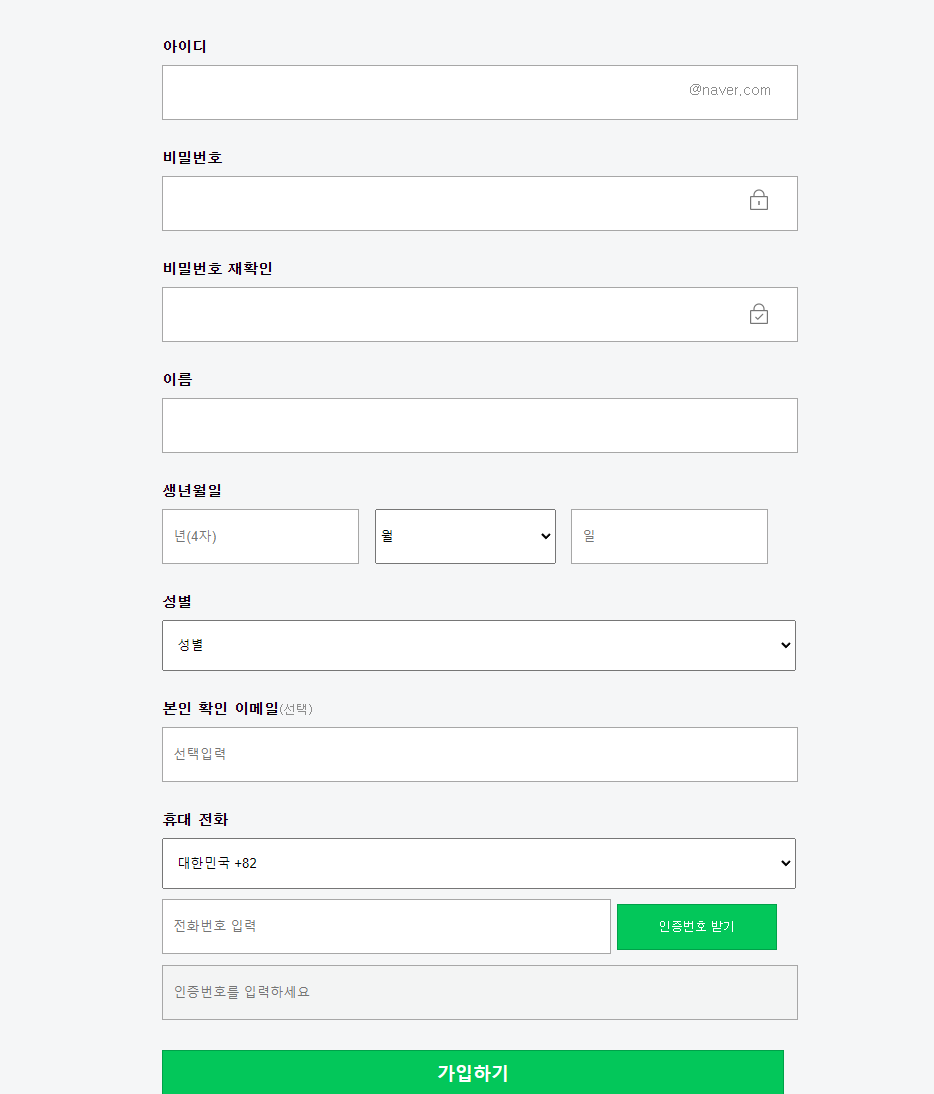 아이디
@naver.com
비밀번호
비밀번호 재확인
이름
생년월일
년(4자) 월 일
성별
성별
본인 확인 이메일(선택)
선택입력
휴대 전화
대한민국 +82
전화번호 입력 인증번호 받기
인증번호를 입력하세요
가입하기